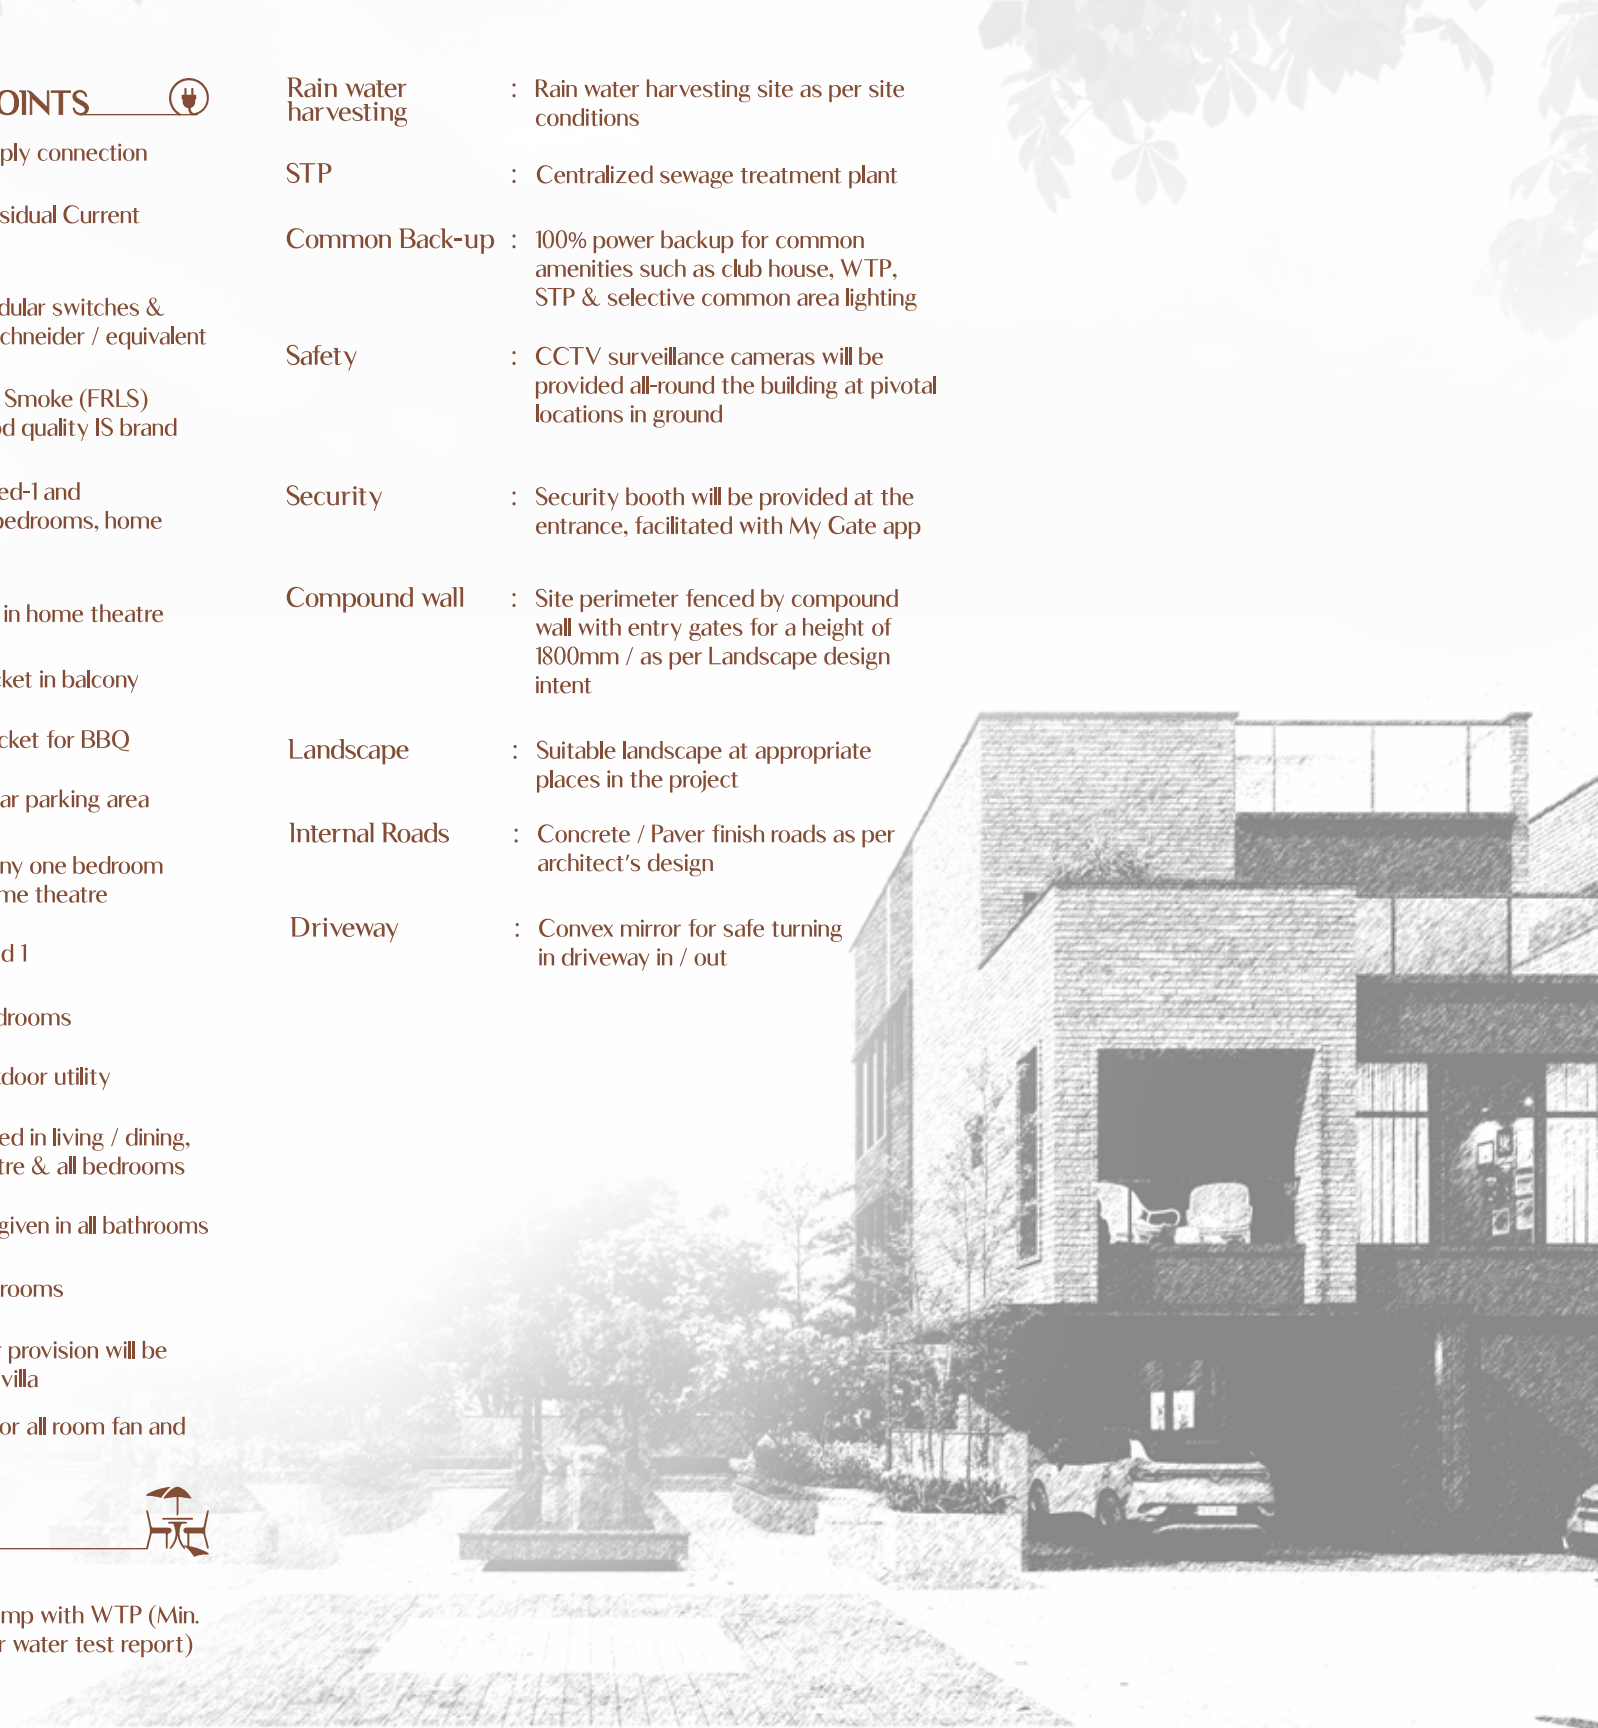 OINTS
ply connection
sidual Current
dular switches &
chneider / equivalent
Smoke (FRLS)
od quality IS brand
ed-1 and
bedrooms, home
in home theatre
ket in balcony
cket for BBQ
ar parking area
ny one bedroom
me theatre
d 1
drooms
tdoor utility
ed in living / dining,
tre & all bedrooms
given in all bathrooms
rooms
r provision will be
villa
or all room fan and
mp with WTP (Min.
r water test report)
Rain water harvesting : Rain water harvesting site as per site
conditions
STP : Centralized sewage treatment plant
Common Back-up : 100% power backup for common
amenities such as club house, WTP,
STP & selective common area lighting
Safety : CCTV surveillance cameras will be
provided all-round the building at pivotal
locations in ground
Security : Security booth will be provided at the
entrance, facilitated with My Gate app
Compound wall : Site perimeter fenced by compound
wall with entry gates for a height of
1800mm / as per Landscape design
intent
Landscape : Suitable landscape at appropriate
places in the project
Internal Roads : Concrete / Paver finish roads as per
architect's design
Driveway : Convex mirror for safe turning
in driveway in / out